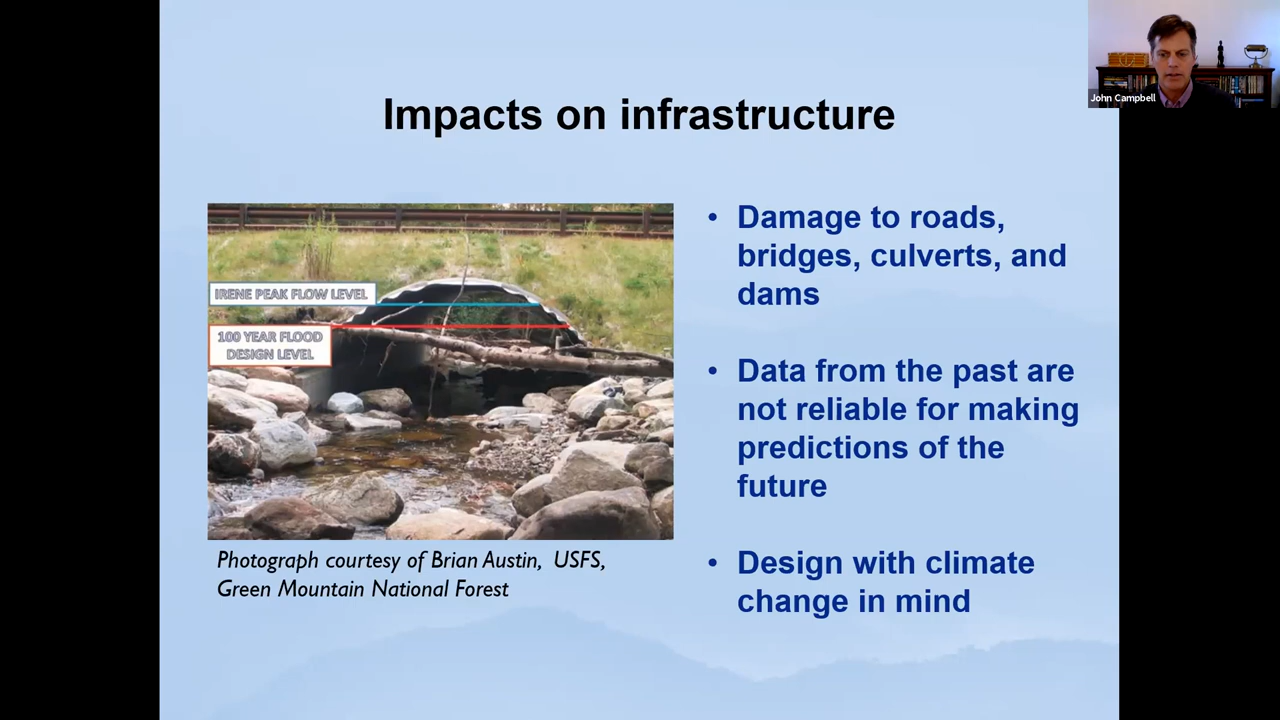 Impacts on infrastructure
John Campbell
IRENE PEAK FLOW LEVEL
100 YEAR FLOOD
DESIGN LEVEL
Photograph courtesy of Brian Austin, USFS,
Green Mountain National Forest
• Damage to roads,
bridges, culverts, and
dams
• Data from the past are
not reliable for making
predictions of the
future
• Design with climate
change in mind